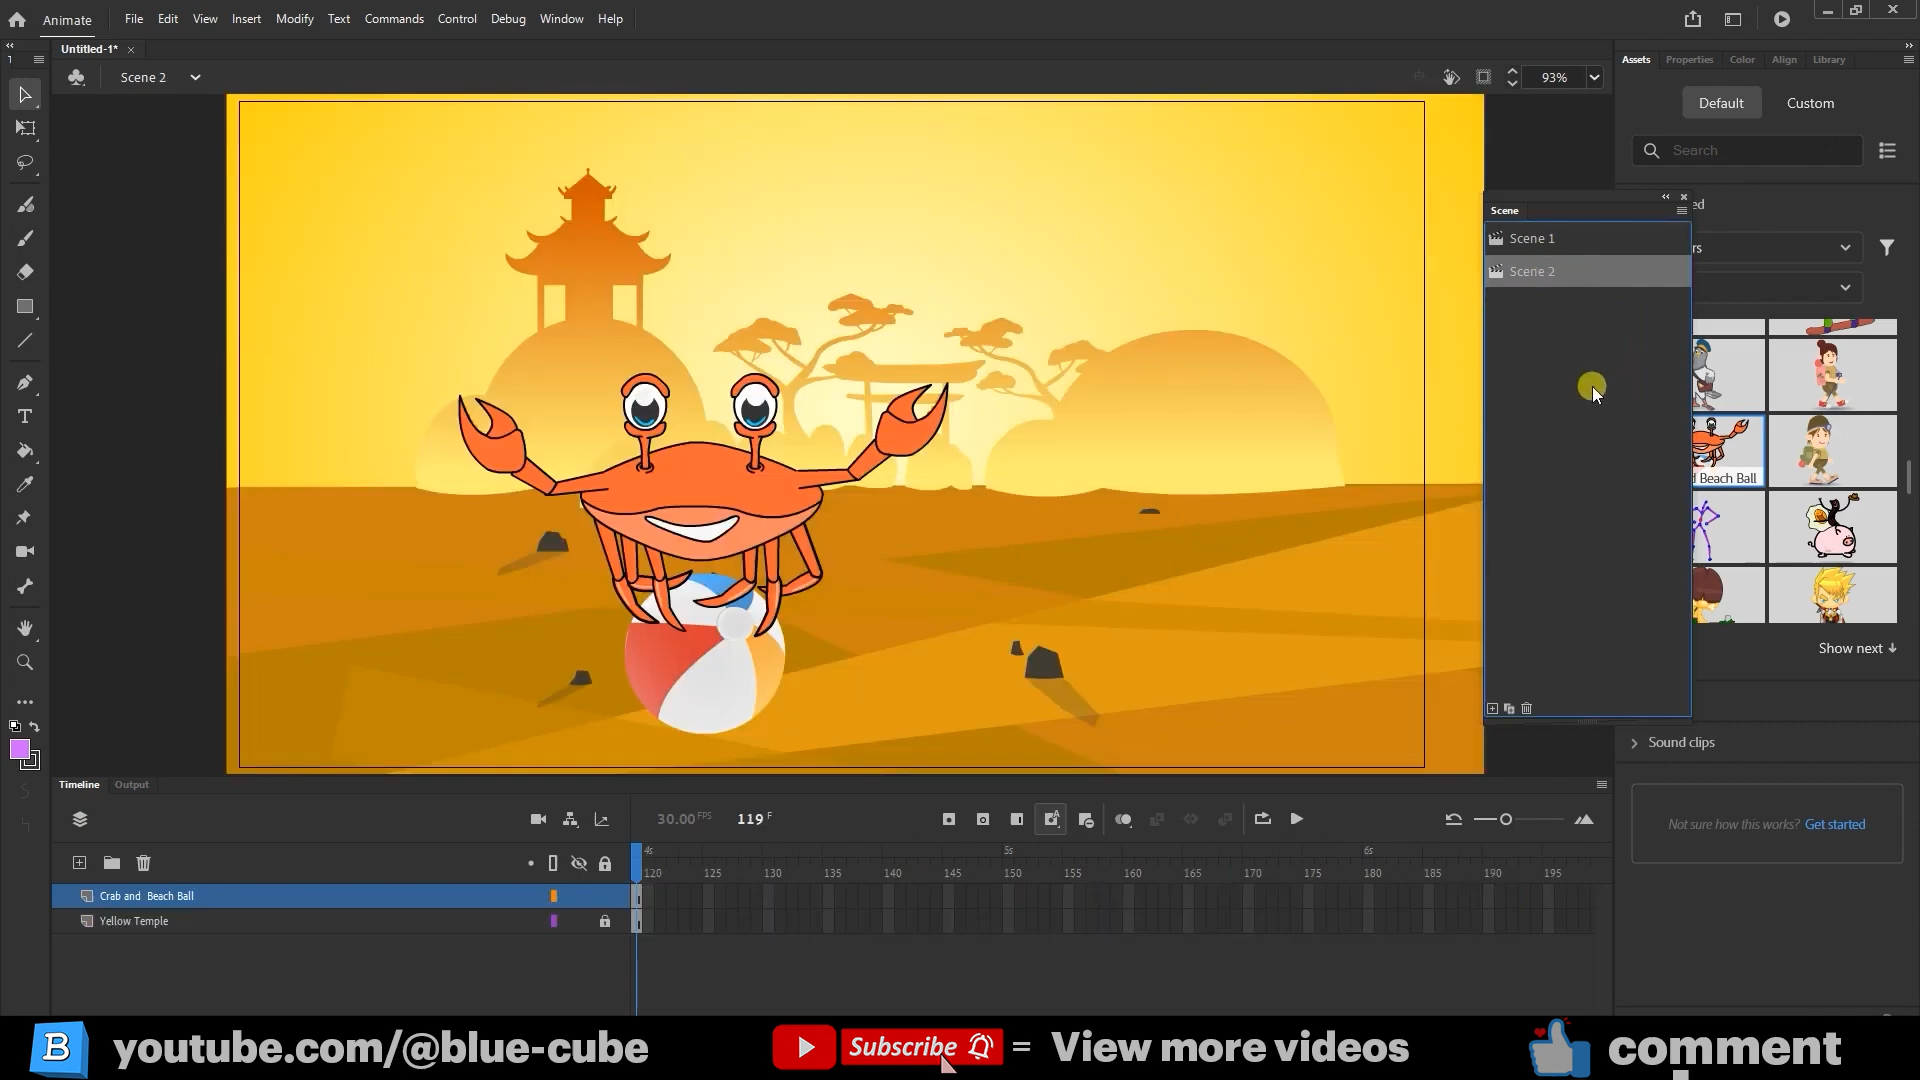 Animate File Edit View Insert Modify Text Commands Control Debug Window Help
Untitled-1*
Scene 2 93%
Assets Properties Color Align Library
Default Custom
Search
Scene
Scene 1
Scene 2
Beach Ball
Show next
Sound clips
Not sure how this works? Get started
Timeline Output
30.00 FPS 119 F
4s 5s 6s
120 125 130 135 140 145 150 155 160 165 170 175 180 185 190 195
Crab and Beach Ball
Yellow Temple
B youtube.com/@blue-cube Subscribe = View more videos comment